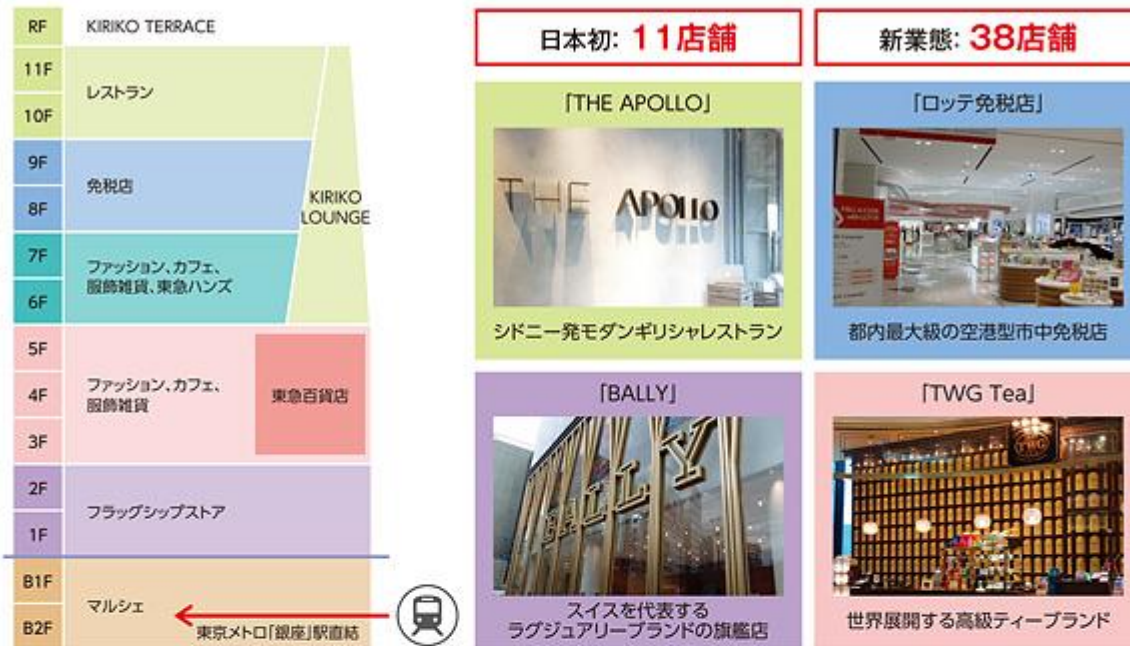 RF
KIRIKO TERRACE
11F
10F
レストラン
9F
8F
免税店
KIRIKO
LOUNGE
7F
6F
ファッション、カフェ、
服飾雑貨、東急ハンズ
5F
4F
3F
ファッション、カフェ、
服飾雑貨
東急百貨店
2F
1F
フラッグシップストア
B1F
B2F
マルシェ
東京メトロ「銀座」駅直結
日本初：11店舗
「THE APOLLO」
THE APOLLO
シドニー発モダンギリシャレストラン
新業態：38店舗
「ロッテ免税店」
都内最大級の空港型市中免税店
「BALLY」
BALLY
スイスを代表する
ラグジュアリーブランドの旗艦店
「TWG Tea」
TWG
世界展開する高級ティーブランド